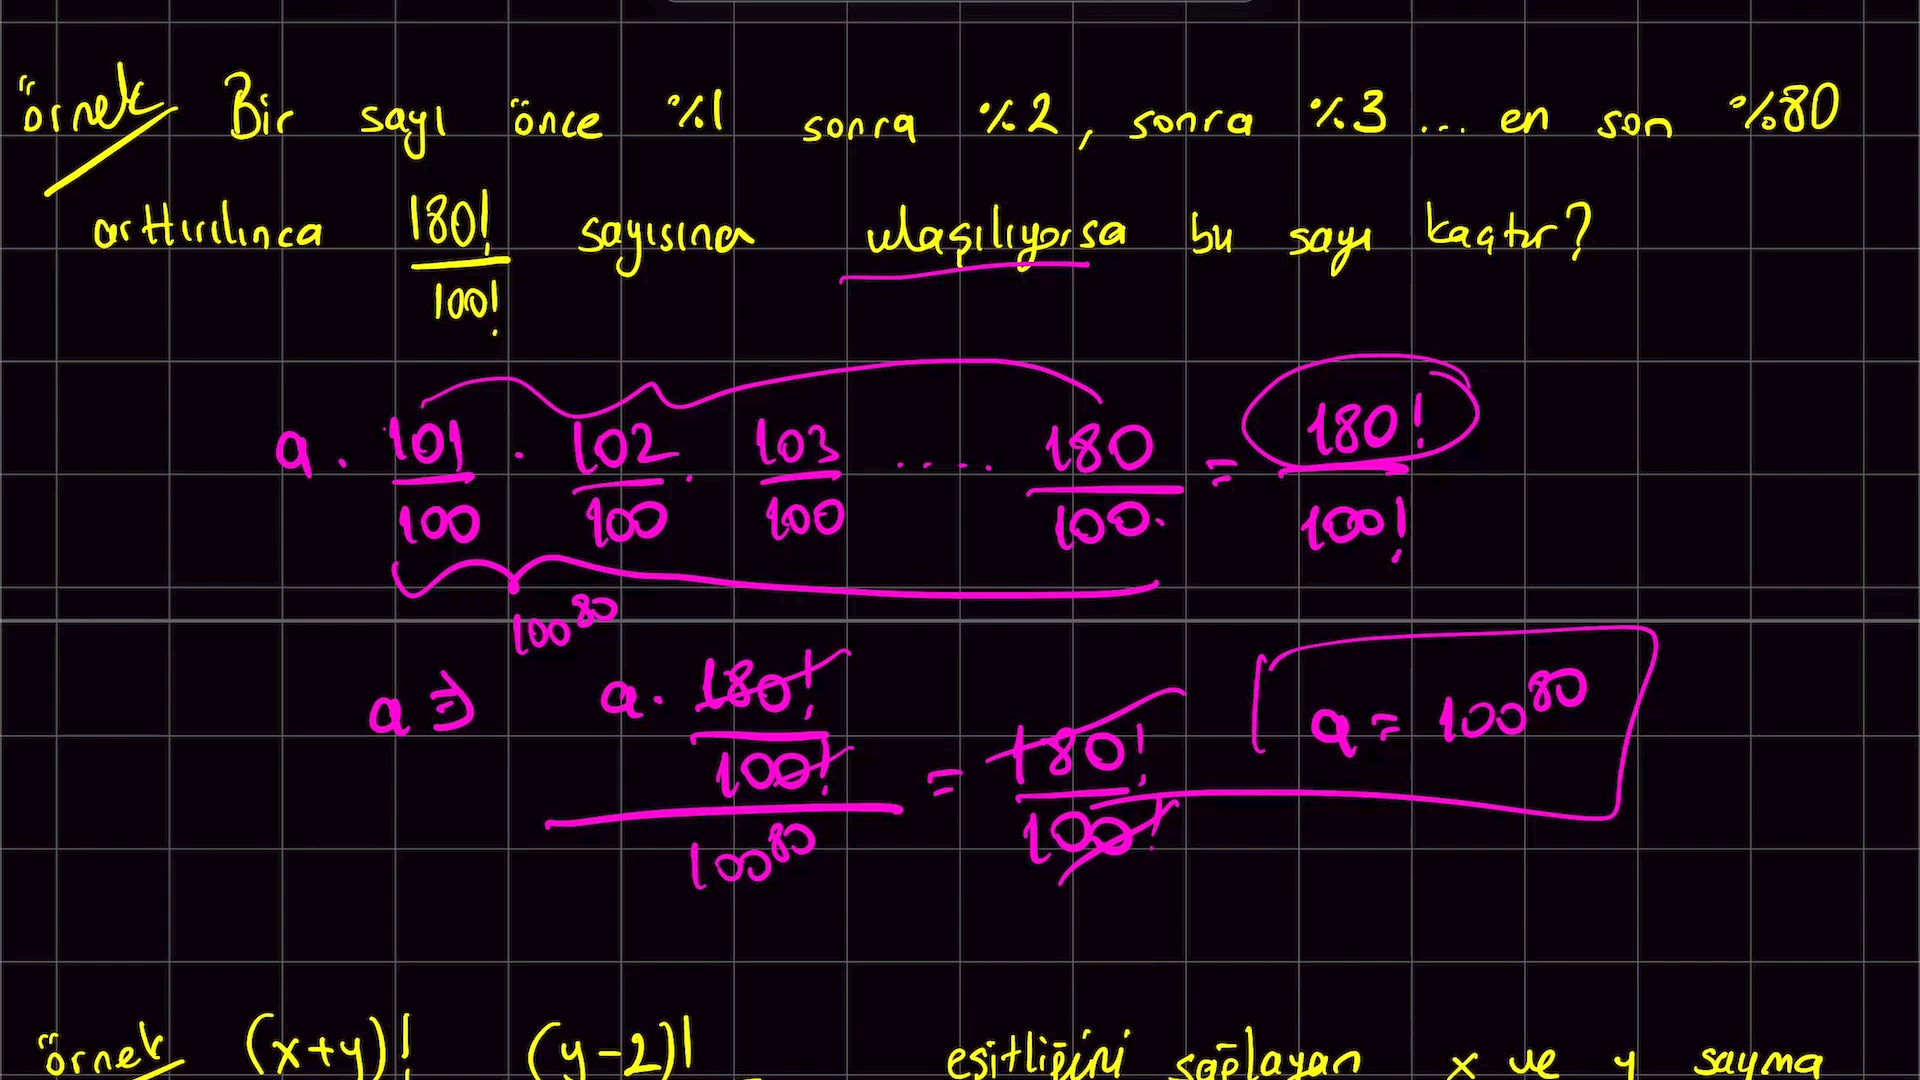 örnek Bir sayı önce %1 sonra %2, sonra %3 ... en son %80
arttırılınca 180!/100! sayısına ulaşılıyorsa bu sayı kaçtır?
a . 101/100 . 102/100 . 103/100 .... 180/100 = 180!/100!
100^80
a ⇒ a . (180!/100!)/100^80 = 180!/100! a = 100^80
örnek (x+y)! (y-2)! eşitliğini sağlayan x ve y sayma